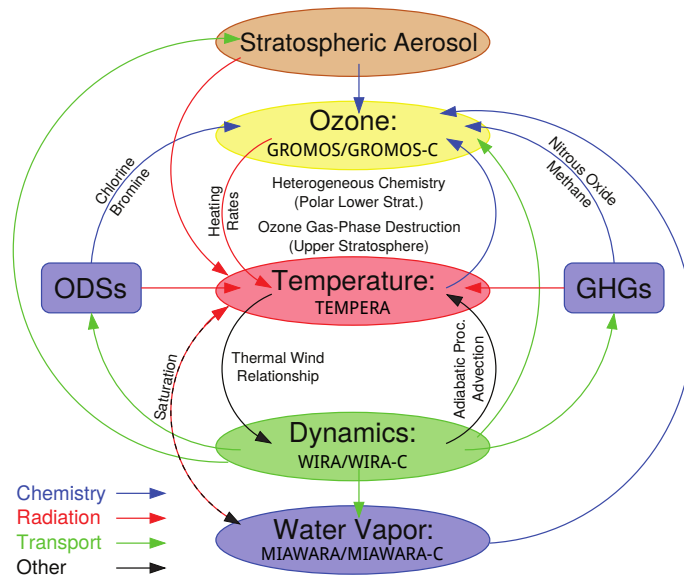 Stratospheric Aerosol
Ozone:
GROMOS/GROMOS-C
Chlorine
Bromine
Nitrous Oxide
Methane
Heating
Rates
Heterogeneous Chemistry
(Polar Lower Strat.)
Ozone Gas-Phase Destruction
(Upper Stratosphere)
ODSs
Temperature:
TEMPERA
GHGs
Saturation
Thermal Wind
Relationship
Adiabatic Proc.
Advection
Dynamics:
WIRA/WIRA-C
Water Vapor:
MIAWARA/MIAWARA-C
Chemistry
Radiation
Transport
Other